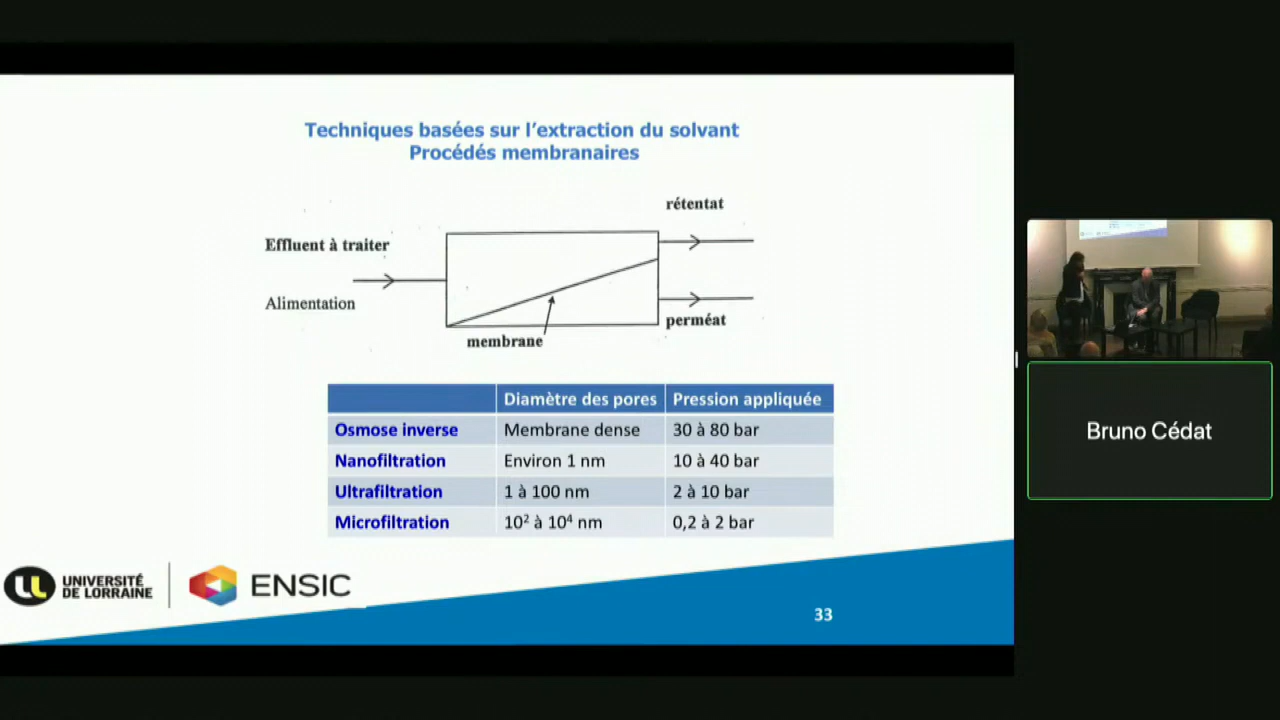 Techniques basées sur l'extraction du solvant
Procédés membranaires
rétentat
Effluent à traiter
Alimentation
perméat
membrane
Diamètre des pores Pression appliquée
Osmose inverse Membrane dense 30 à 80 bar
Nanofiltration Environ 1 nm 10 à 40 bar
Ultrafiltration 1 à 100 nm 2 à 10 bar
Microfiltration 10² à 10⁴ nm 0,2 à 2 bar
UNIVERSITÉ
DE LORRAINE
ENSIC
33
Bruno Cédat